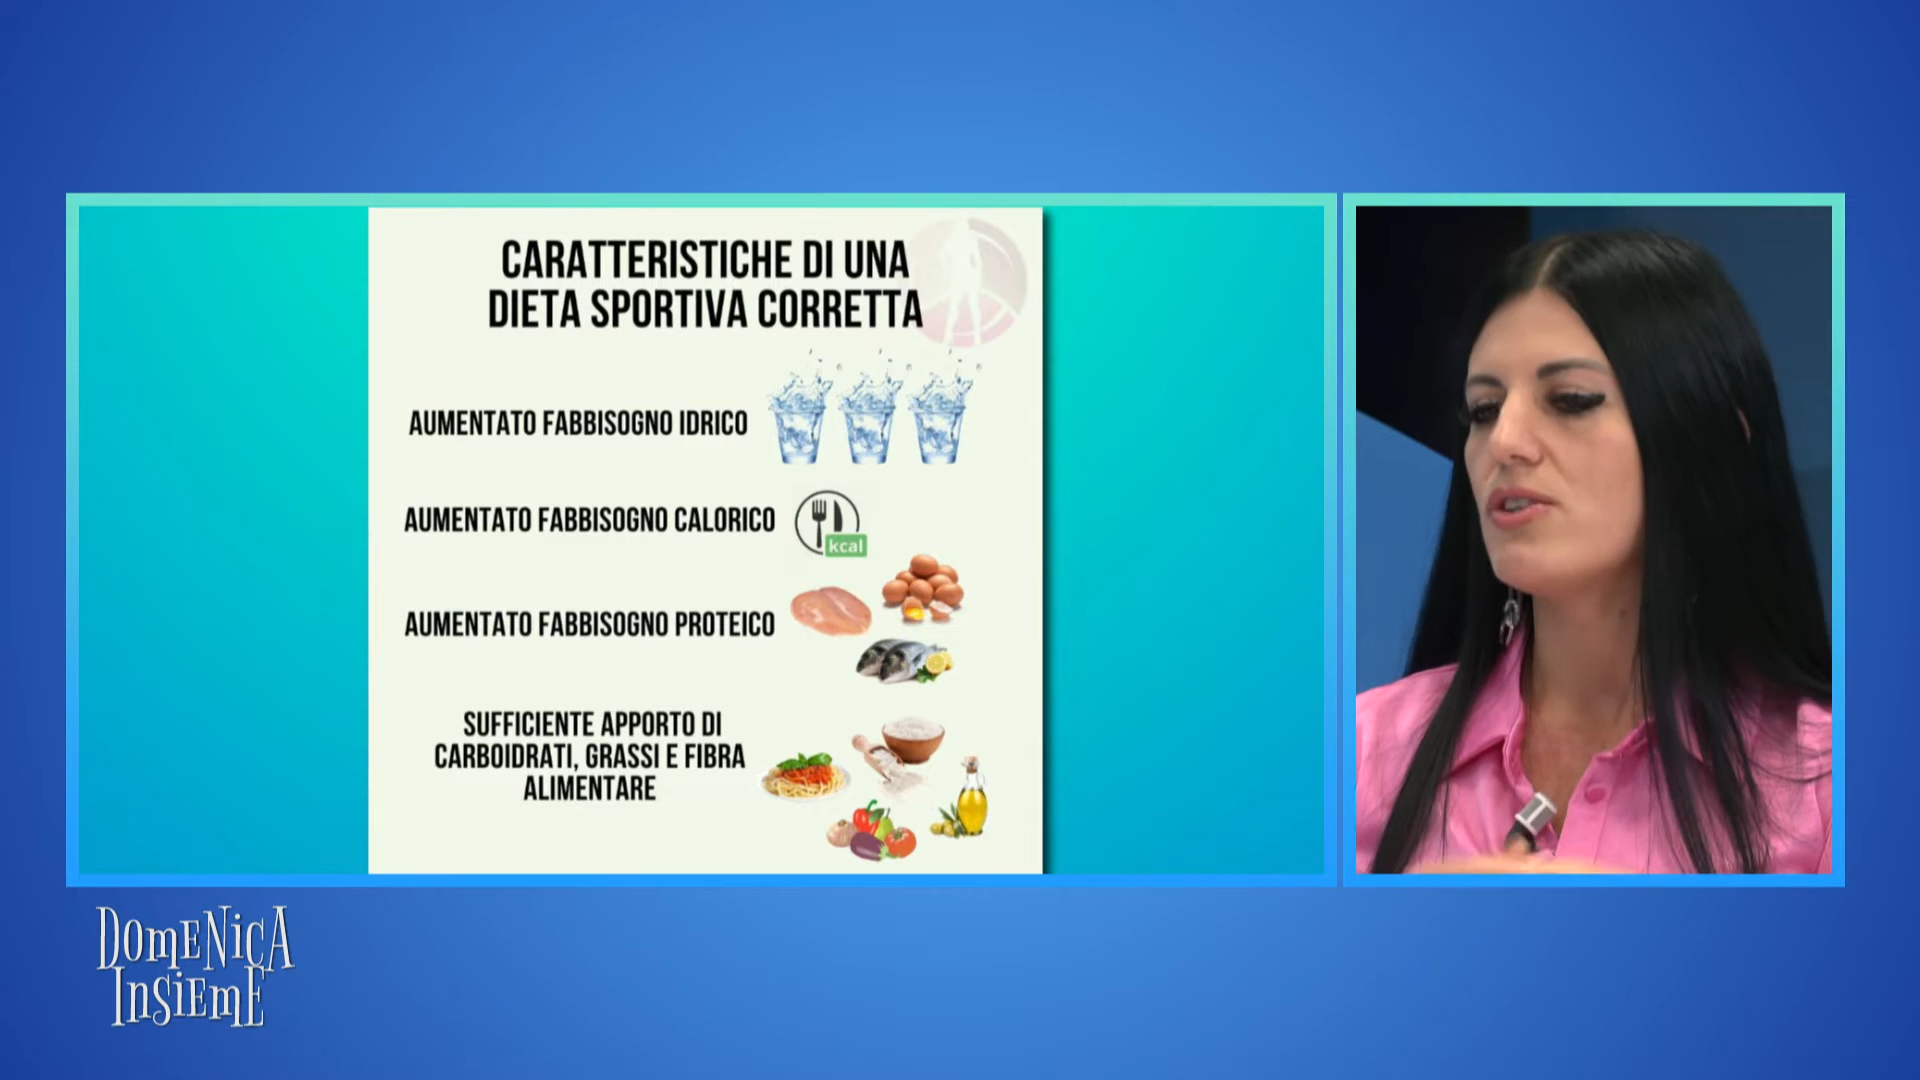 CARATTERISTICHE DI UNA
DIETA SPORTIVA CORRETTA
AUMENTATO FABBISOGNO IDRICO
AUMENTATO FABBISOGNO CALORICO
kcal
AUMENTATO FABBISOGNO PROTEICO
SUFFICIENTE APPORTO DI
CARBOIDRATI, GRASSI E FIBRA
ALIMENTARE
DOmENicA
INSiEmE